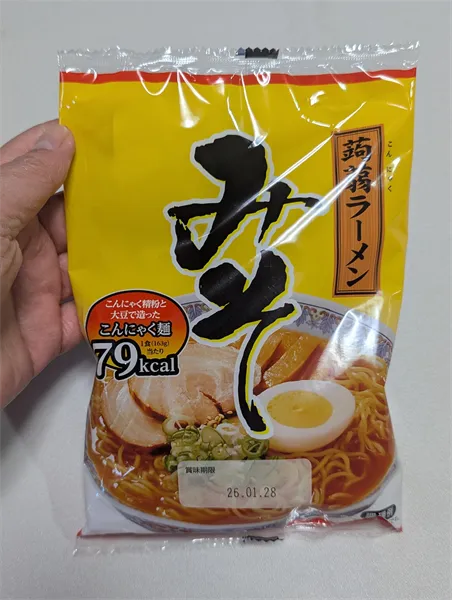 こんにゃく
蒟蒻ラーメン
みそ
こんにゃく精粉と
大豆で造った
こんにゃく麺
1食(163g)
当たり
79kcal
賞味期限
26.01.28